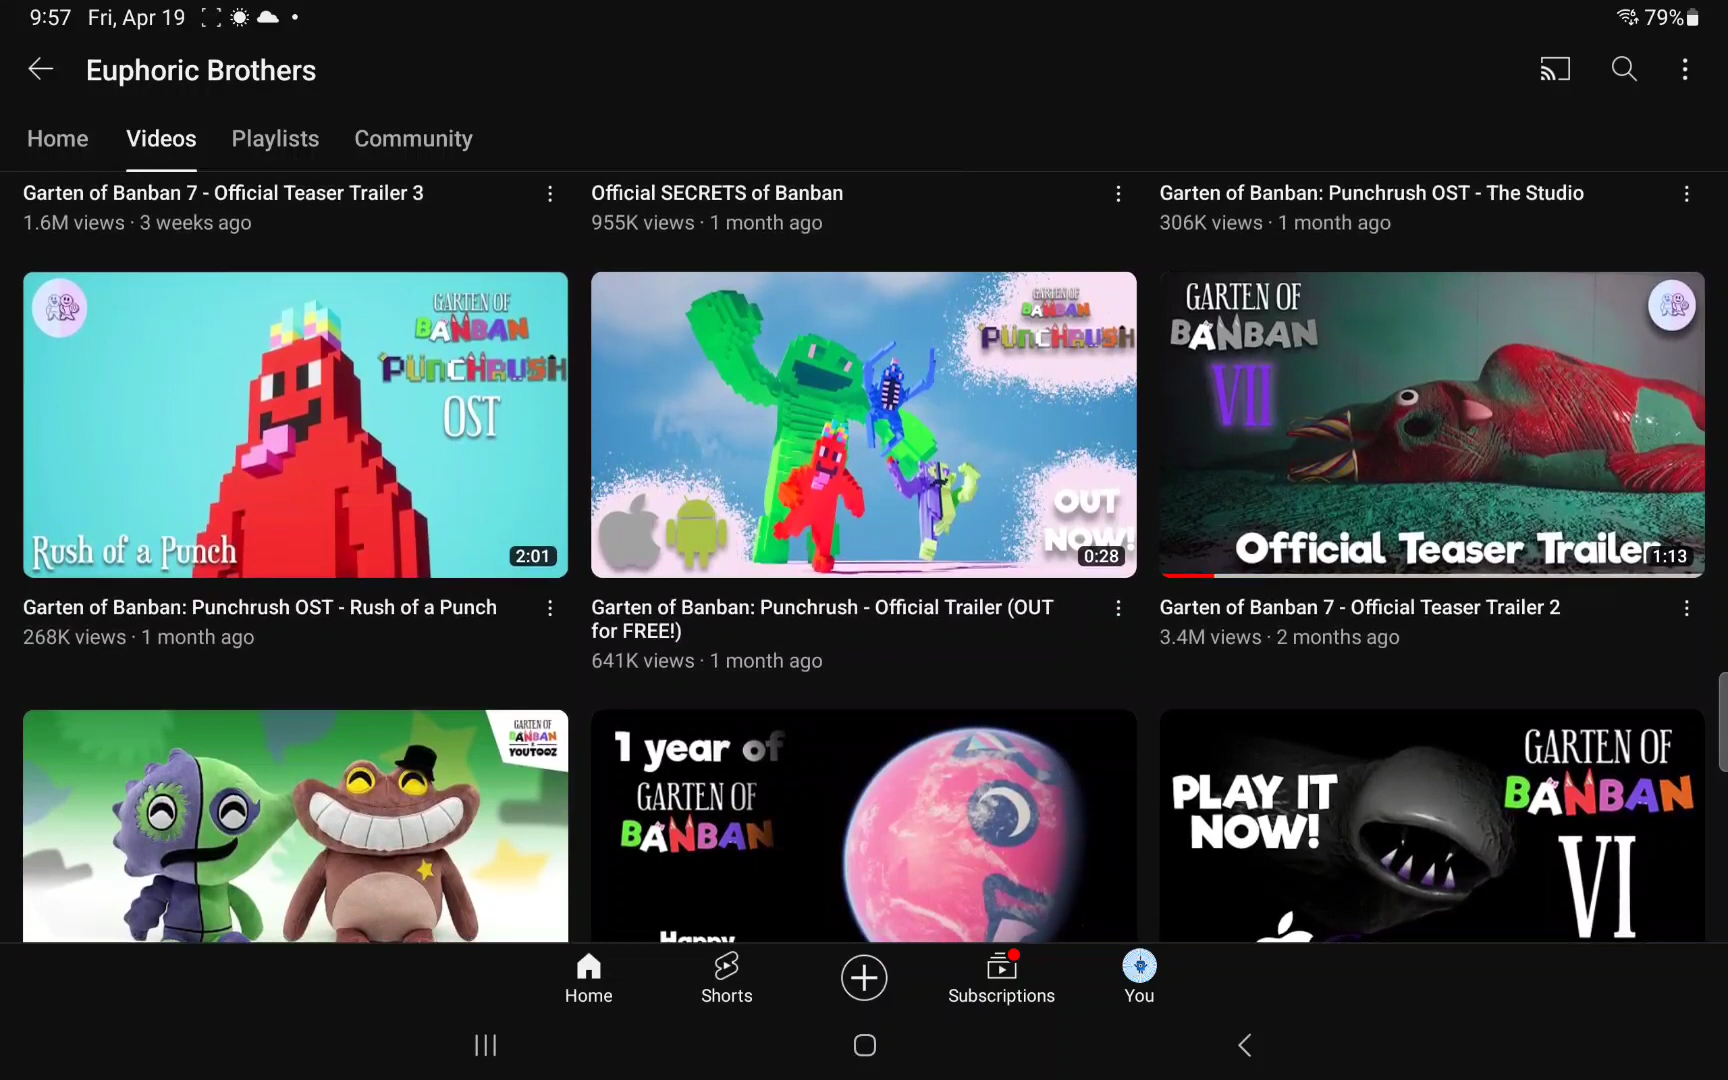 9:57 Fri, Apr 19
79%
Euphoric Brothers
Home Videos Playlists Community
Garten of Banban 7 - Official Teaser Trailer 3
1.6M views · 3 weeks ago
Official SECRETS of Banban
955K views · 1 month ago
Garten of Banban: Punchrush OST - The Studio
306K views · 1 month ago
GARTEN OF
BANBAN
PUNCHRUSH
OST
Rush of a Punch
2:01
GARTEN OF
BANBAN
PUNCHRUSH
OUT
NOW!
0:28
GARTEN OF
BANBAN
VII
Official Teaser Trailer
1:13
Garten of Banban: Punchrush OST - Rush of a Punch
268K views · 1 month ago
Garten of Banban: Punchrush - Official Trailer (OUT
for FREE!)
641K views · 1 month ago
Garten of Banban 7 - Official Teaser Trailer 2
3.4M views · 2 months ago
GARTEN OF
BANBAN
YOUTOOZ
1 year of
GARTEN OF
BANBAN
Happy
PLAY IT
NOW!
GARTEN OF
BANBAN
VI
Home
Shorts
Subscriptions
You